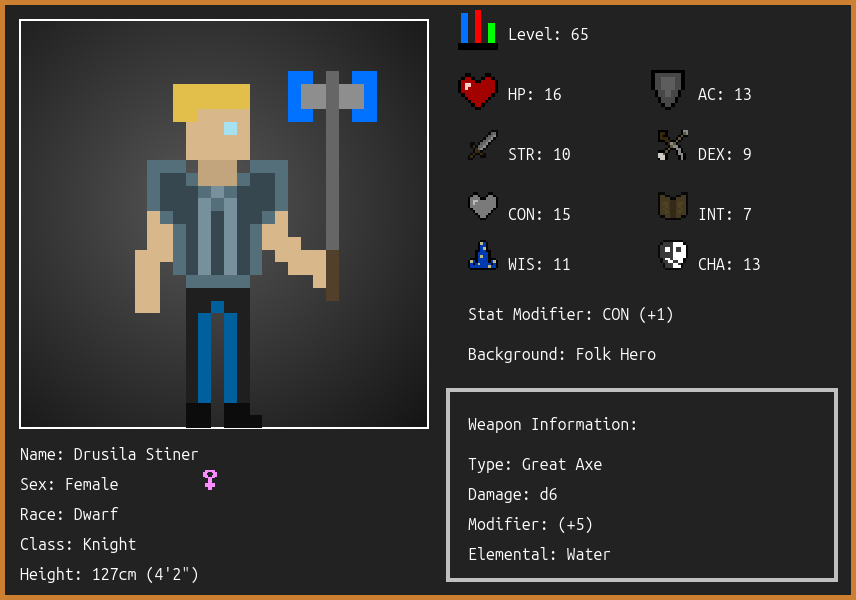 Level: 65
HP: 16
AC: 13
STR: 10
DEX: 9
CON: 15
INT: 7
WIS: 11
CHA: 13
Stat Modifier: CON (+1)
Background: Folk Hero
Weapon Information:
Type: Great Axe
Damage: d6
Modifier: (+5)
Elemental: Water
Name: Drusila Stiner
Sex: Female
Race: Dwarf
Class: Knight
Height: 127cm (4'2")